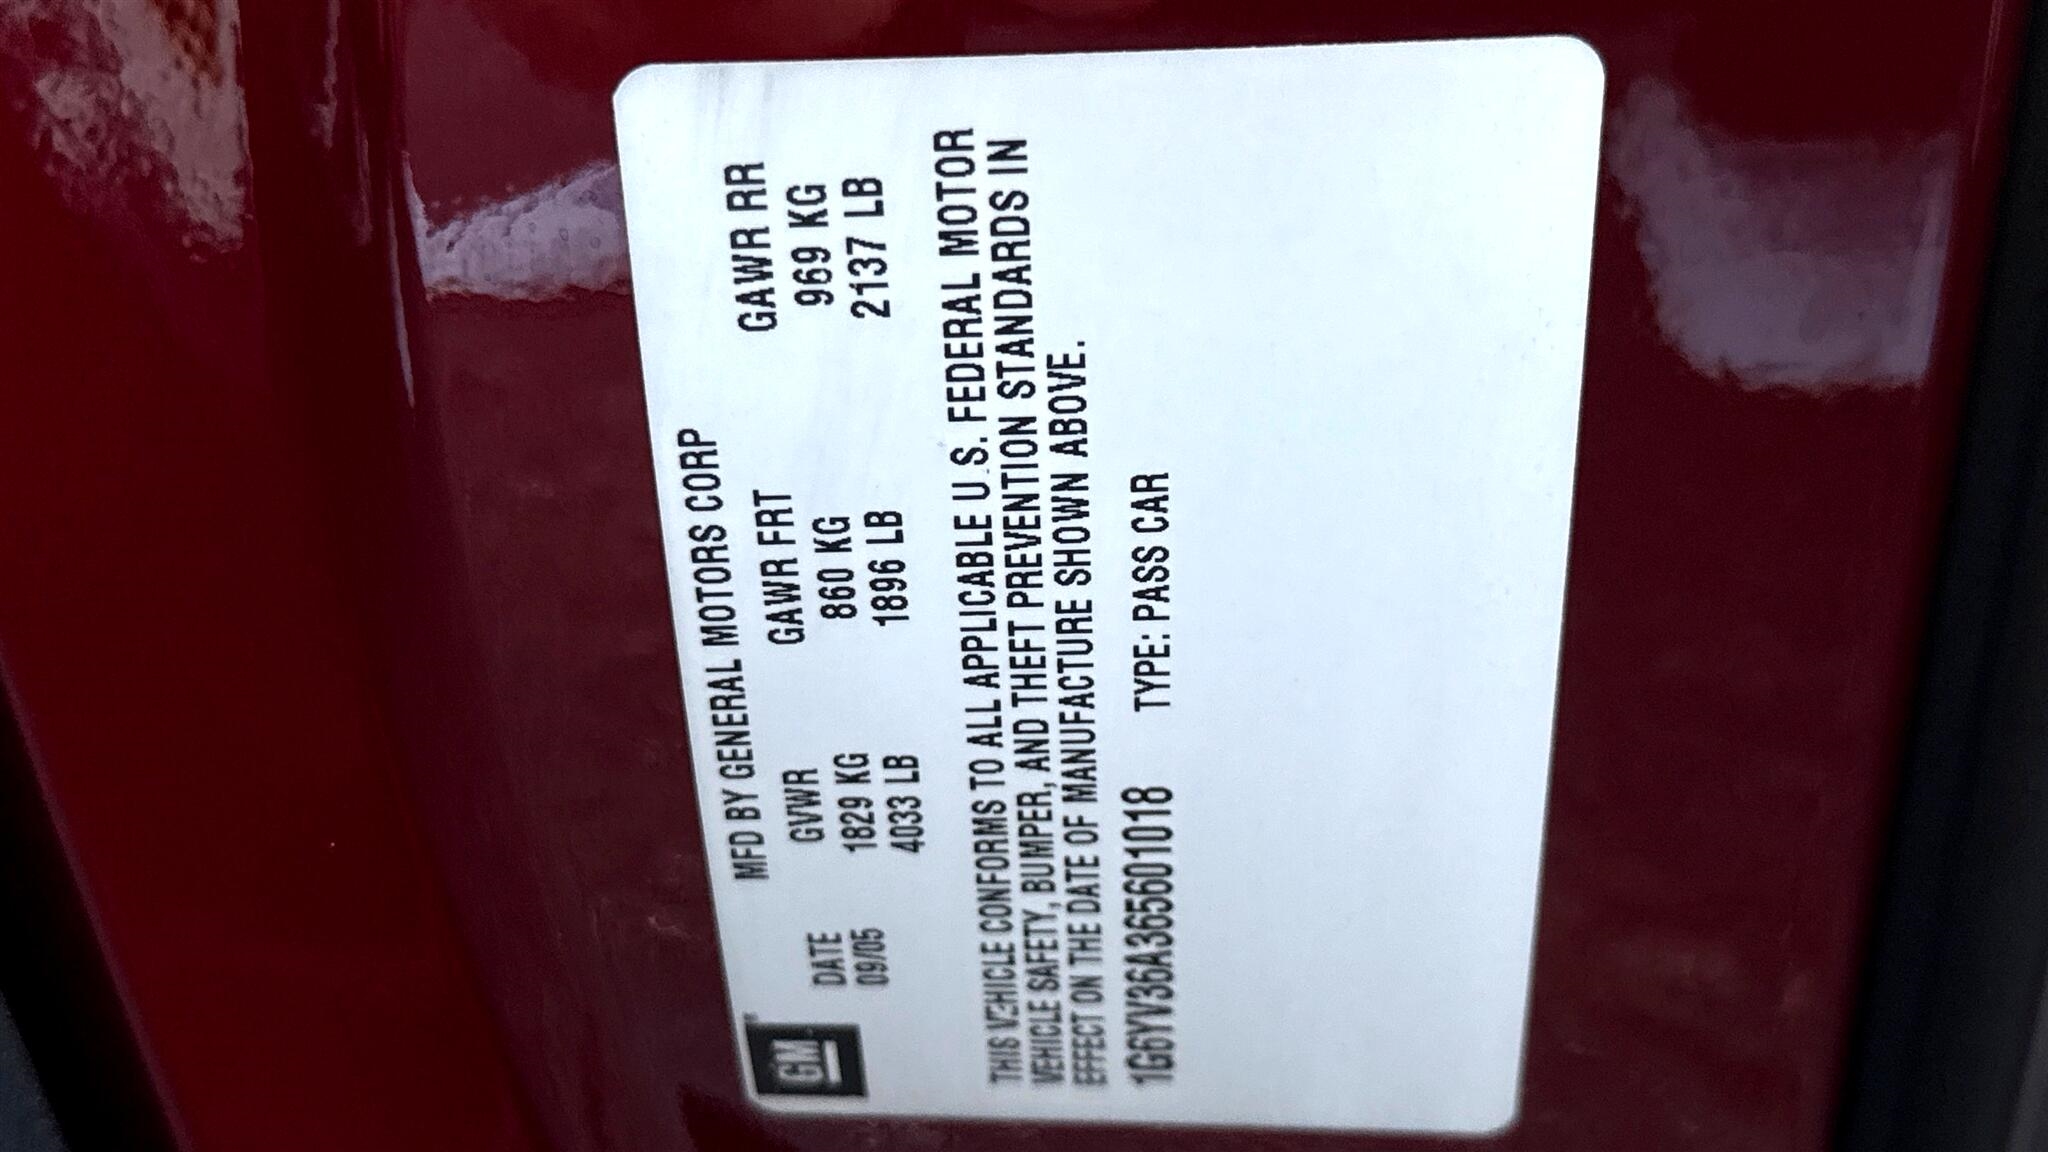 GM
MFD BY GENERAL MOTORS CORP
DATE GVWR GAWR FRT GAWR RR
09/05 1829 KG 860 KG 969 KG
4033 LB 1896 LB 2137 LB
THIS VEHICLE CONFORMS TO ALL APPLICABLE U.S. FEDERAL MOTOR
VEHICLE SAFETY, BUMPER, AND THEFT PREVENTION STANDARDS IN
EFFECT ON THE DATE OF MANUFACTURE SHOWN ABOVE.
1G6YV36A365601018 TYPE: PASS CAR